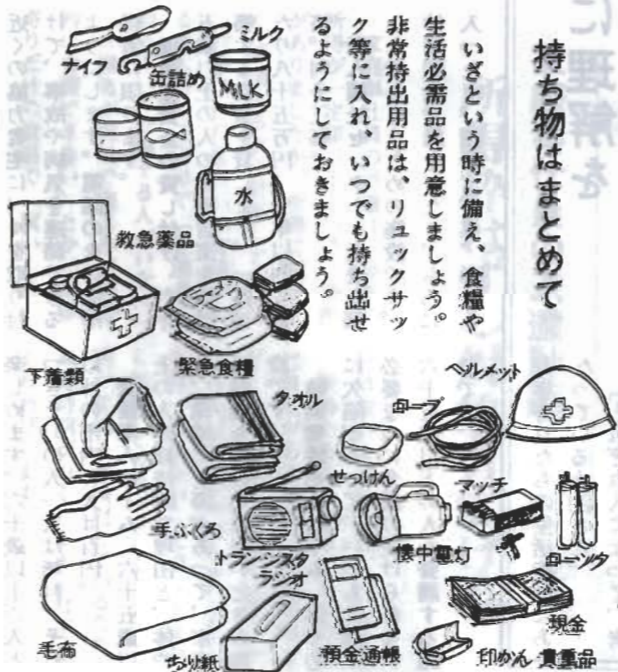 持ち物はまとめて
いざという時に備え、食糧や
生活必需品を用意しましょう。
非常持出用品は、リュックサッ
ク等に入れ、いつでも持ち出せ
るようにしておきましょう。
ナイフ
缶詰め
ミルク
MILK
水
救急薬品
緊急食糧
下着類
タオル
せっけん
ロープ
ヘルメット
手ぶくろ
トランジスタ
ラジオ
懐中電灯
マッチ
ローソク
毛布
ちり紙
預金通帳
印かん 貴重品
現金
に理解を